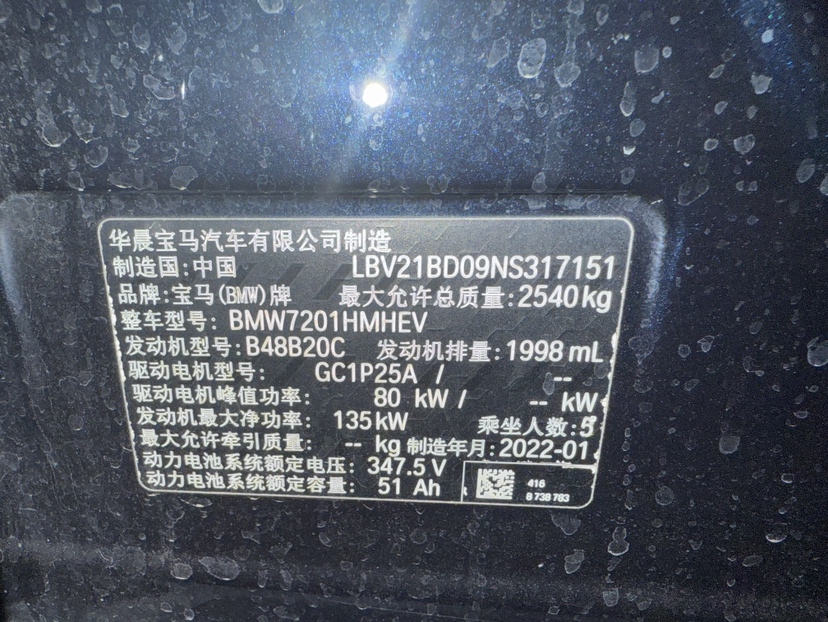 华晨宝马汽车有限公司制造
制造国:中国 LBV21BD09NS317151
品牌:宝马(BMW)牌 最大允许总质量:2540kg
整车型号: BMW7201HMHEV
发动机型号:B48B20C 发动机排量:1998 mL
驱动电机型号: GC1P25A / --
驱动电机峰值功率: 80 kW / -- kW
发动机最大净功率: 135kW 乘坐人数:5
最大允许牵引质量: -- kg 制造年月:2022-01
动力电池系统额定电压: 347.5 V
动力电池系统额定容量: 51 Ah
416
8 738 783